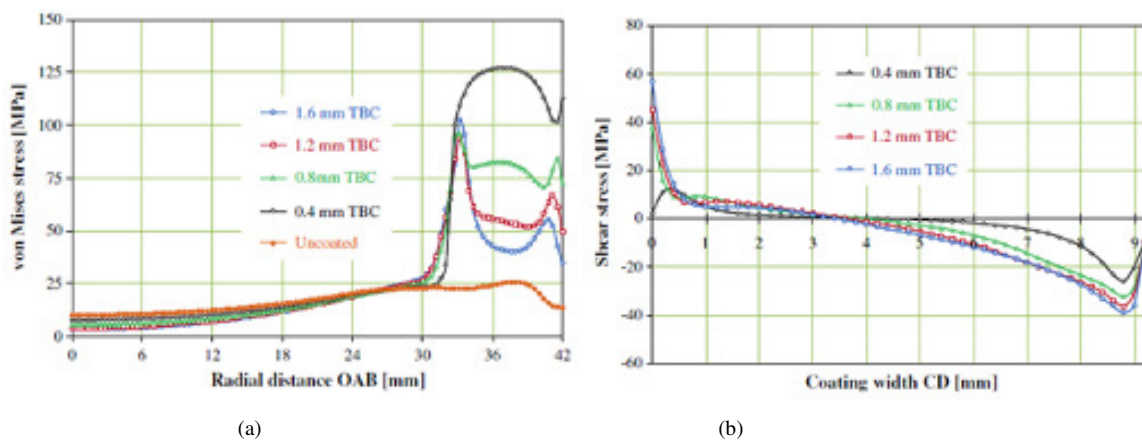 150
125
100
75
50
25
0
von Mises stress [MPa]
1.6 mm TBC
1.2 mm TBC
0.8mm TBC
0.4 mm TBC
Uncoated
0 6 12 18 24 30 36 42
Radial distance OAB [mm]
(a)
80
60
40
20
0
-20
-40
-60
Shear stress [MPa]
0.4 mm TBC
0.8 mm TBC
1.2 mm TBC
1.6 mm TBC
0 1 2 3 4 5 6 7 8 9
Coating width CD [mm]
(b)